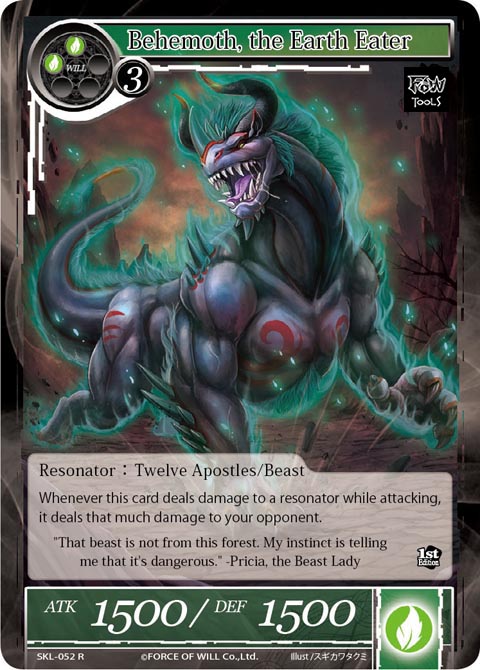 Behemoth, the Earth Eater
WILL
3
FOW
TOOLS
Resonator : Twelve Apostles/Beast
Whenever this card deals damage to a resonator while attacking,
it deals that much damage to your opponent.
"That beast is not from this forest. My instinct is telling
me that it's dangerous." -Pricia, the Beast Lady
1st
Edition
ATK 1500 / DEF 1500
SKL-052 R ©FORCE OF WILL Co.,Ltd. Illust/スギカワタクミ